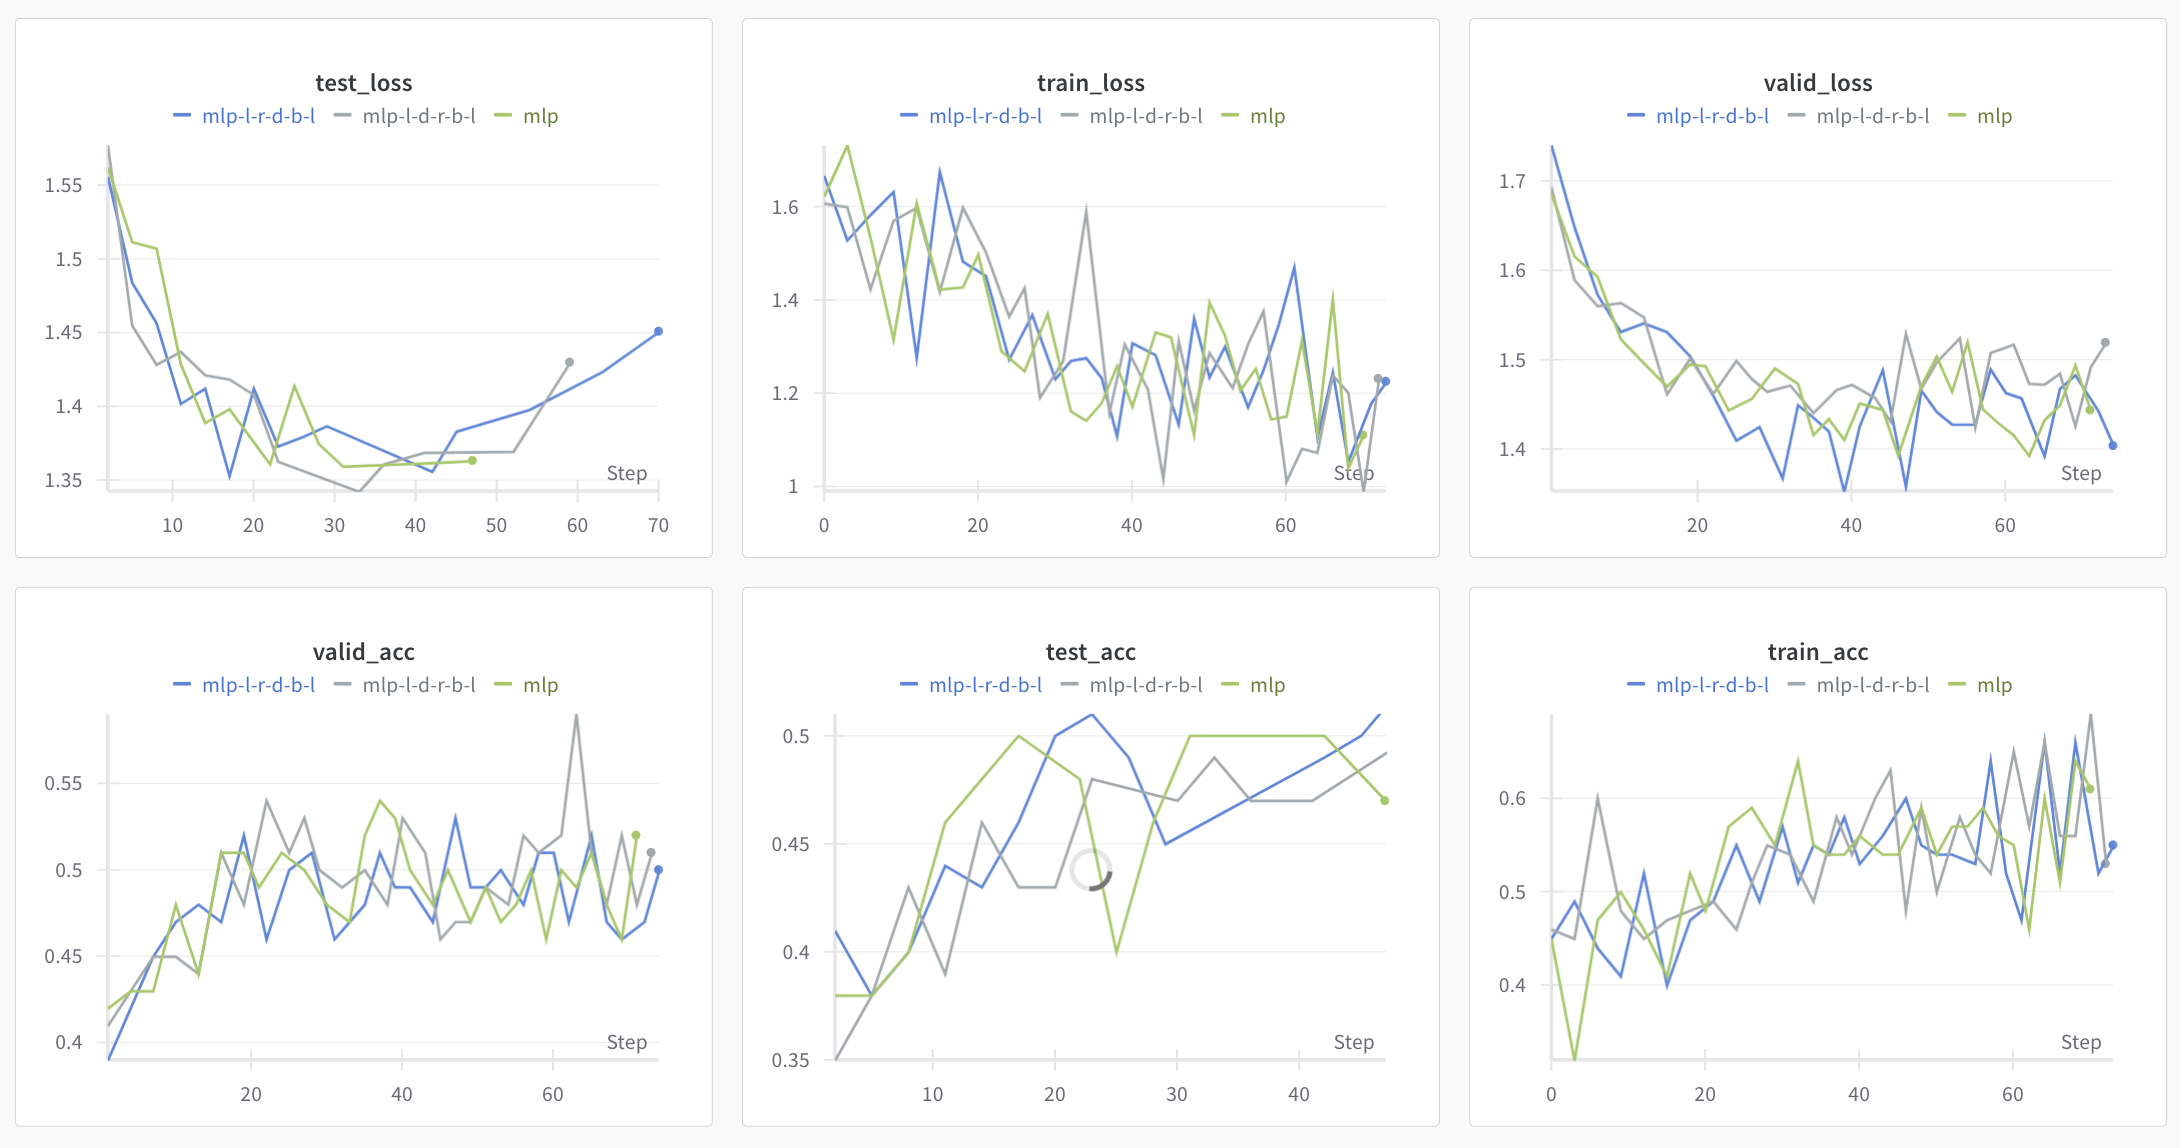 test_loss
mlp-l-r-d-b-l mlp-l-d-r-b-l mlp
1.55
1.5
1.45
1.4
1.35
Step
10 20 30 40 50 60 70
train_loss
mlp-l-r-d-b-l mlp-l-d-r-b-l mlp
1.6
1.4
1.2
1
Step
0 20 40 60
valid_loss
mlp-l-r-d-b-l mlp-l-d-r-b-l mlp
1.7
1.6
1.5
1.4
Step
20 40 60
valid_acc
mlp-l-r-d-b-l mlp-l-d-r-b-l mlp
0.55
0.5
0.45
0.4
Step
20 40 60
test_acc
mlp-l-r-d-b-l mlp-l-d-r-b-l mlp
0.5
0.45
0.4
0.35
Step
10 20 30 40
train_acc
mlp-l-r-d-b-l mlp-l-d-r-b-l mlp
0.6
0.5
0.4
Step
0 20 40 60